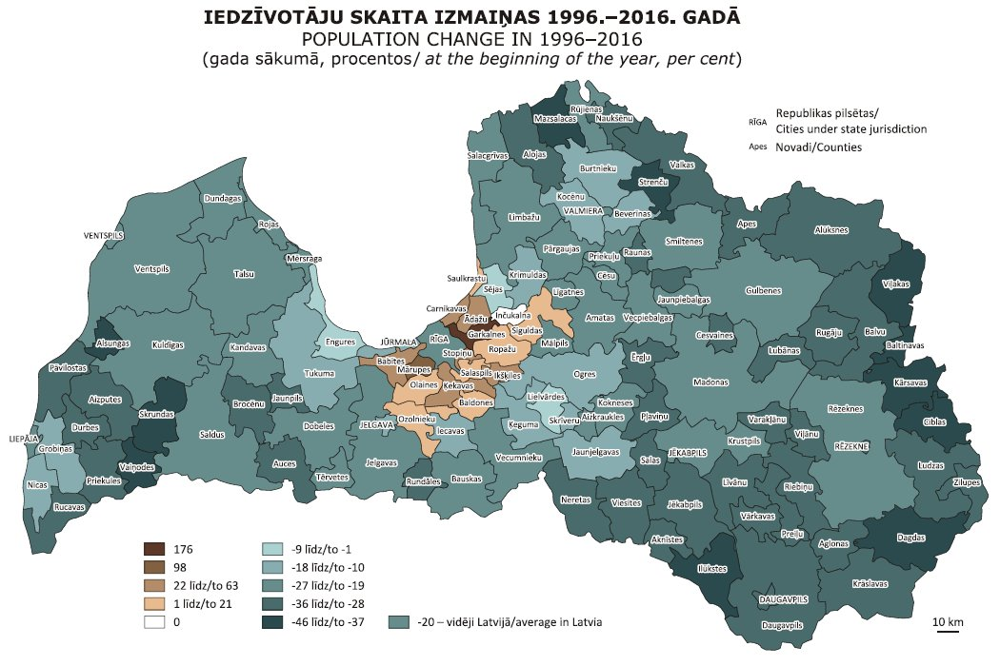 IEDZĪVOTĀJU SKAITA IZMAIŅAS 1996.–2016. GADĀ
POPULATION CHANGE IN 1996–2016
(gada sākumā, procentos/ at the beginning of the year, per cent)
RĪGA Republikas pilsētas/
Cities under state jurisdiction
Apes Novadi/Counties
Rūjienas
Mazsalacas
Naukšēnu
Salacgrīvas
Alojas
Valkas
Burtnieku
Strenču
Kocēnu
VALMIERA
Beverīnas
Dundagas
Rojas
Limbažu
Apes
Alūksnes
VENTSPILS
Smiltenes
Pārgaujas
Raunas
Priekuļu
Mērsraga
Ventspils
Talsu
Saulkrastu
Krimuldas
Cēsu
Viļakas
Sējas
Līgatnes
Gulbenes
Jaunpiebalgas
Carnikavas
Inčukalna
Ādažu
Amatas
Vecpiebalgas
Siguldas
Garkalnes
Rugāju
Balvu
Cesvaines
Engures
JŪRMALA
RĪGA
Mālpils
Baltinavas
Alsungas
Kuldīgas
Kandavas
Stopiņu
Ropažu
Lubānas
Ērgļu
Pāvilostas
Babītes
Mārupes
Salaspils
Ikšķiles
Ogres
Tukuma
Madonas
Kārsavas
Olaines
Ķekavas
Aizputes
Brocēnu
Jaunpils
Baldones
Lielvārdes
Kokneses
Rēzeknes
Skrundas
Ozolnieku
Skrīveru
Aizkraukles
Pļaviņu
Varakļānu
Ciblas
Durbes
Dobeles
JELGAVA
Ķeguma
Saldus
Iecavas
Viļānu
LIEPĀJA
Krustpils
RĒZEKNE
Grobiņas
Jaunjelgavas
JĒKABPILS
Vecumnieku
Salas
Auces
Jelgavas
Ludzas
Vaiņodes
Priekules
Tērvetes
Rundāles
Bauskas
Līvānu
Riebiņu
Zilupes
Nīcas
Rucavas
Neretas
Viesītes
Jēkabpils
Vārkavas
Preiļu
Aknīstes
Aglonas
Dagdas
Ilūkstes
Krāslavas
DAUGAVPILS
Daugavpils
176
98
22 līdz/to 63
1 līdz/to 21
0
-9 līdz/to -1
-18 līdz/to -10
-27 līdz/to -19
-36 līdz/to -28
-46 līdz/to -37
-20 – vidēji Latvijā/average in Latvia
10 km